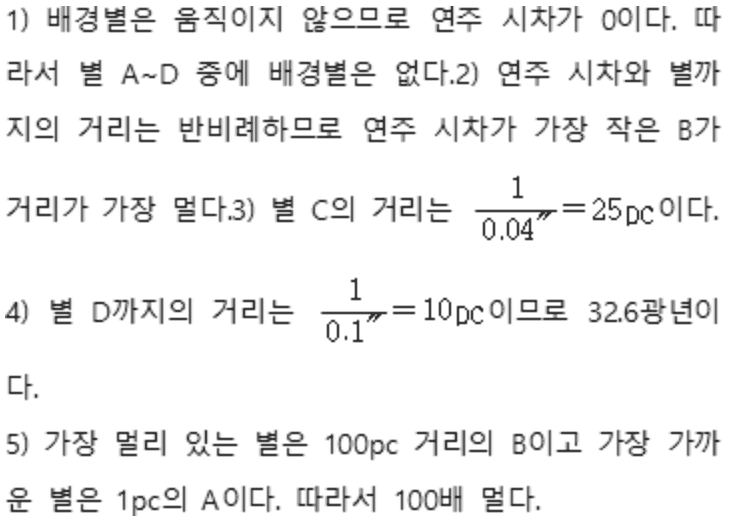 1) 배경별은 움직이지 않으므로 연주 시차가 0이다. 따
라서 별 A~D 중에 배경별은 없다.2) 연주 시차와 별까
지의 거리는 반비례하므로 연주 시차가 가장 작은 B가
거리가 가장 멀다.3) 별 C의 거리는 1/0.04″=25pc이다.
4) 별 D까지의 거리는 1/0.1″=10pc이므로 32.6광년이
다.
5) 가장 멀리 있는 별은 100pc 거리의 B이고 가장 가까
운 별은 1pc의 A이다. 따라서 100배 멀다.